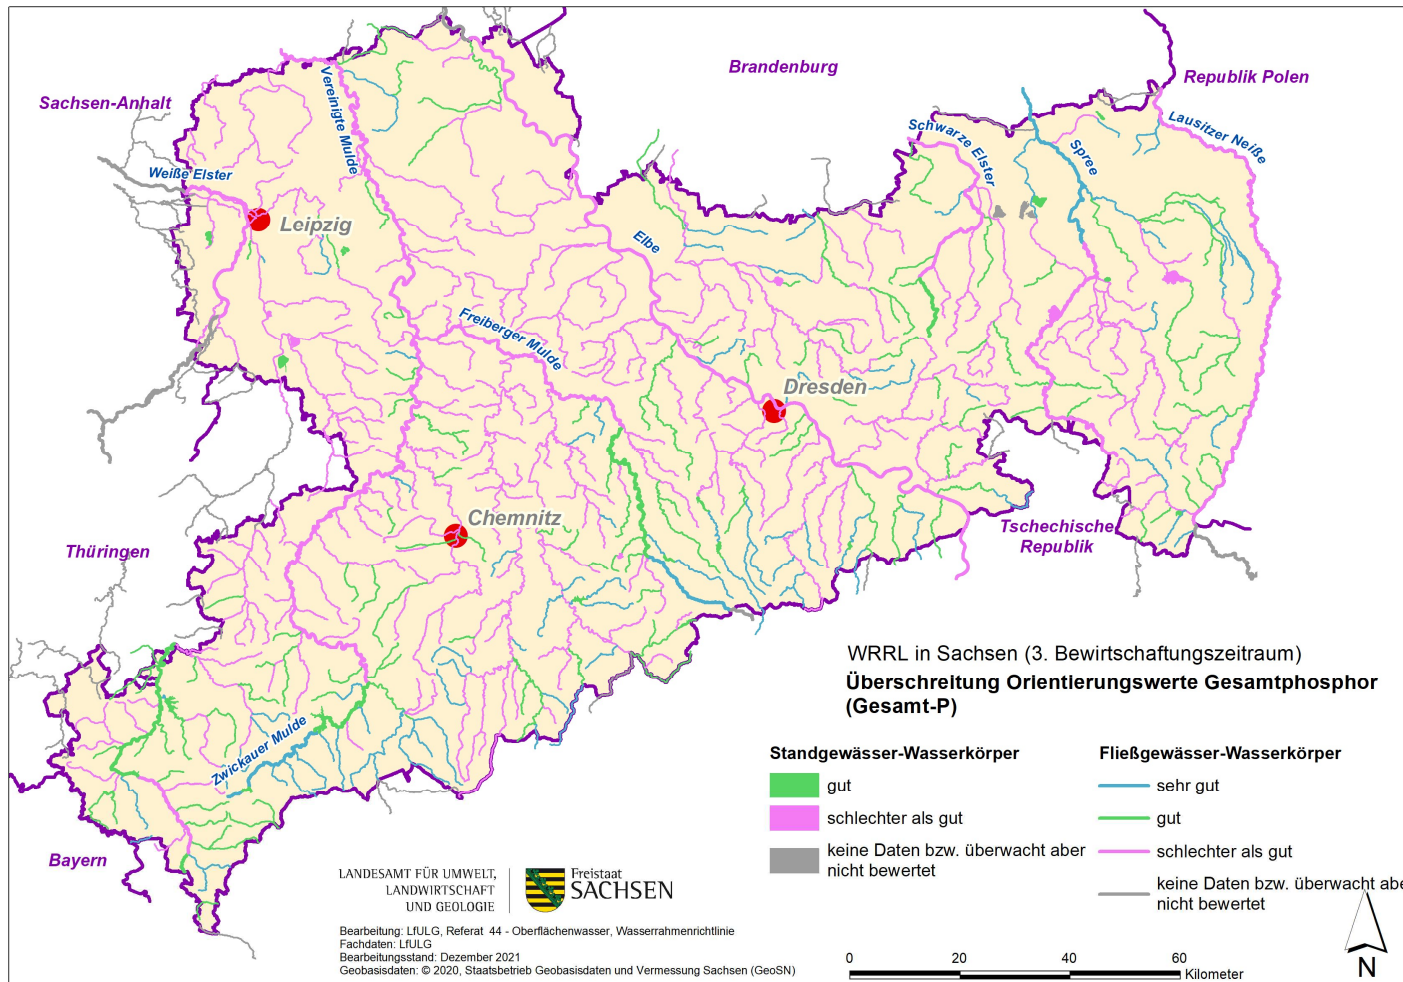 Brandenburg
Republik Polen
Sachsen-Anhalt
Vereinigte Mulde
Schwarze Elster
Spree
Lausitzer Neiße
Weiße Elster
Leipzig
Elbe
Freiberger Mulde
Dresden
Chemnitz
Tschechische
Republik
Thüringen
Zwickauer Mulde
Bayern
WRRL in Sachsen (3. Bewirtschaftungszeitraum)
Überschreitung Orientierungswerte Gesamtphosphor
(Gesamt-P)
Standgewässer-Wasserkörper
gut
schlechter als gut
keine Daten bzw. überwacht aber
nicht bewertet
Fließgewässer-Wasserkörper
sehr gut
gut
schlechter als gut
keine Daten bzw. überwacht abe
nicht bewertet
LANDESAMT FÜR UMWELT,
LANDWIRTSCHAFT
UND GEOLOGIE
Freistaat
SACHSEN
Bearbeitung: LfULG, Referat 44 - Oberflächenwasser, Wasserrahmenrichtlinie
Fachdaten: LfULG
Bearbeitungsstand: Dezember 2021
Geobasisdaten: © 2020, Staatsbetrieb Geobasisdaten und Vermessung Sachsen (GeoSN)
0 20 40 60
Kilometer
N